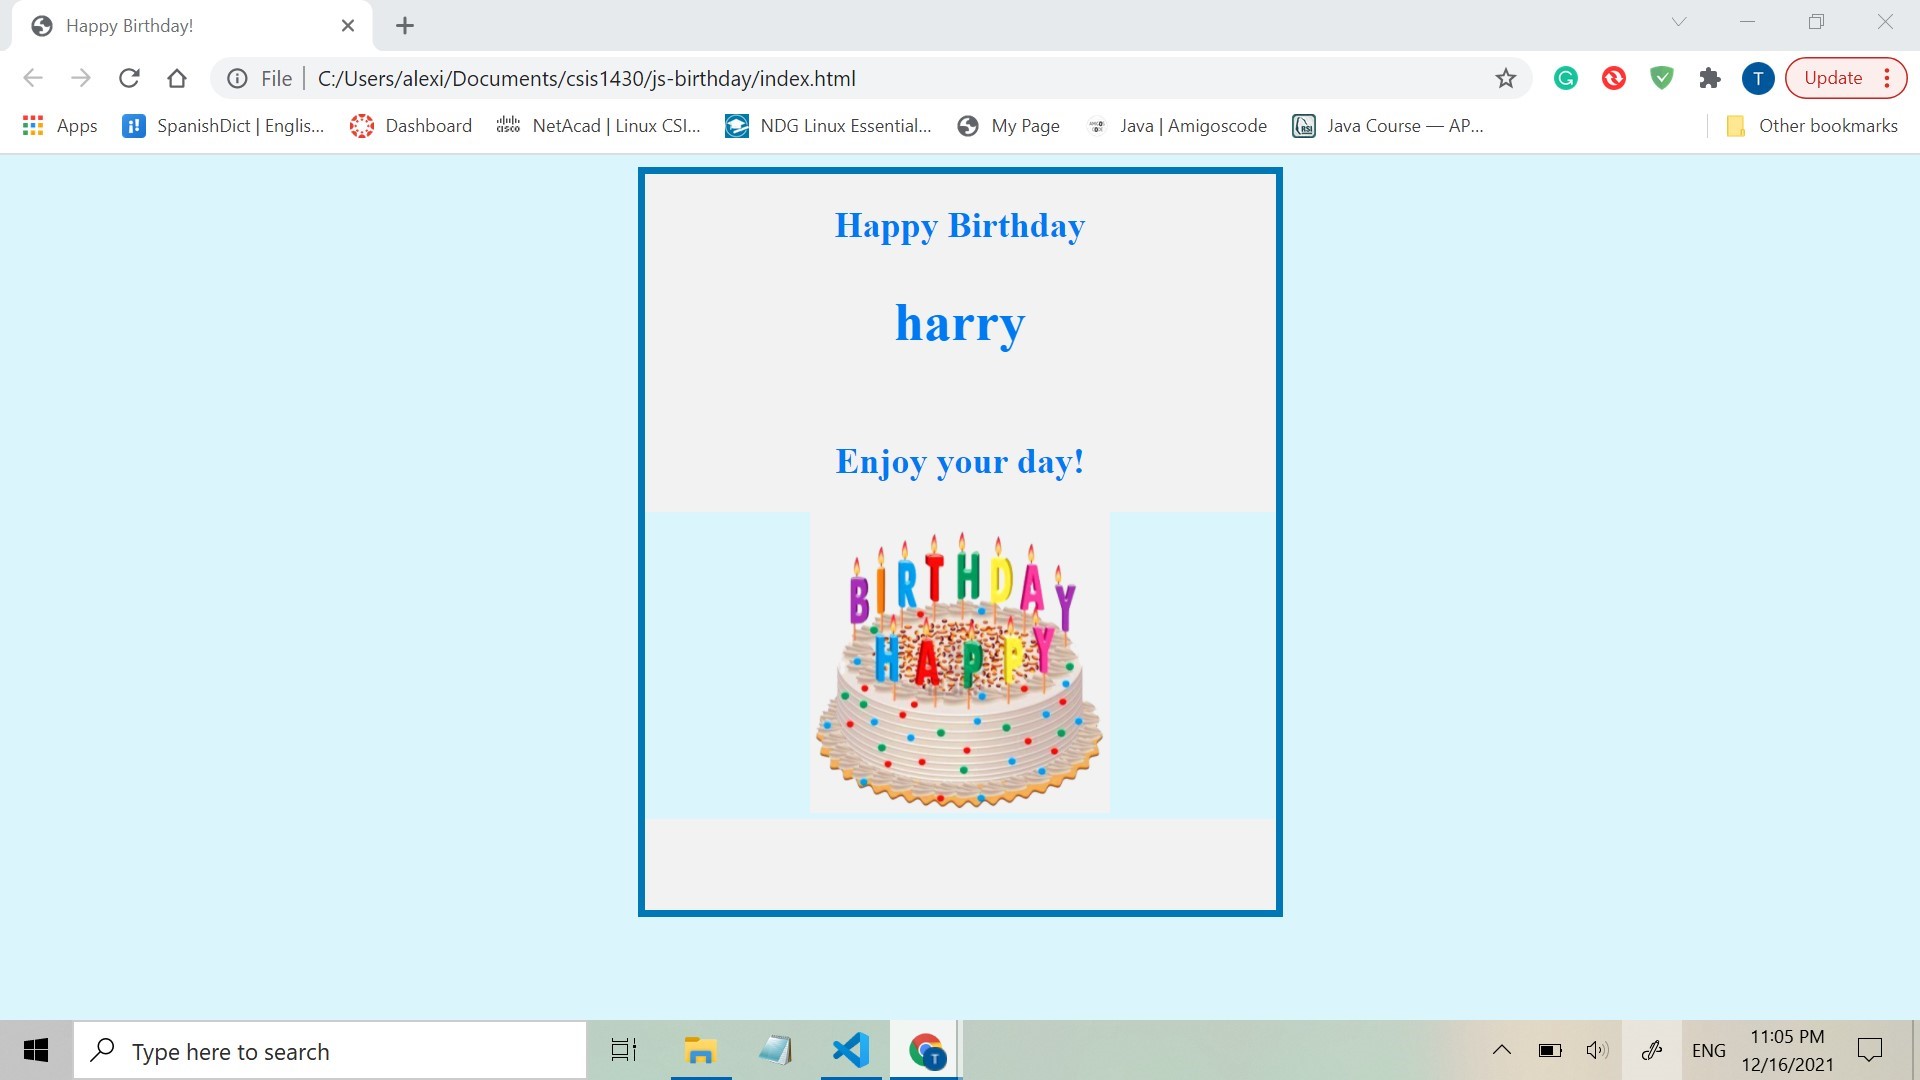 Happy Birthday!
File C:/Users/alexi/Documents/csis1430/js-birthday/index.html
T
Update
Apps
SpanishDict | Englis...
Dashboard
NetAcad | Linux CSI...
NDG Linux Essential...
My Page
Java | Amigoscode
Java Course — AP...
Other bookmarks
Happy Birthday
harry
Enjoy your day!
BIRTHDAY
HAPPY
Type here to search
T
ENG
11:05 PM
12/16/2021